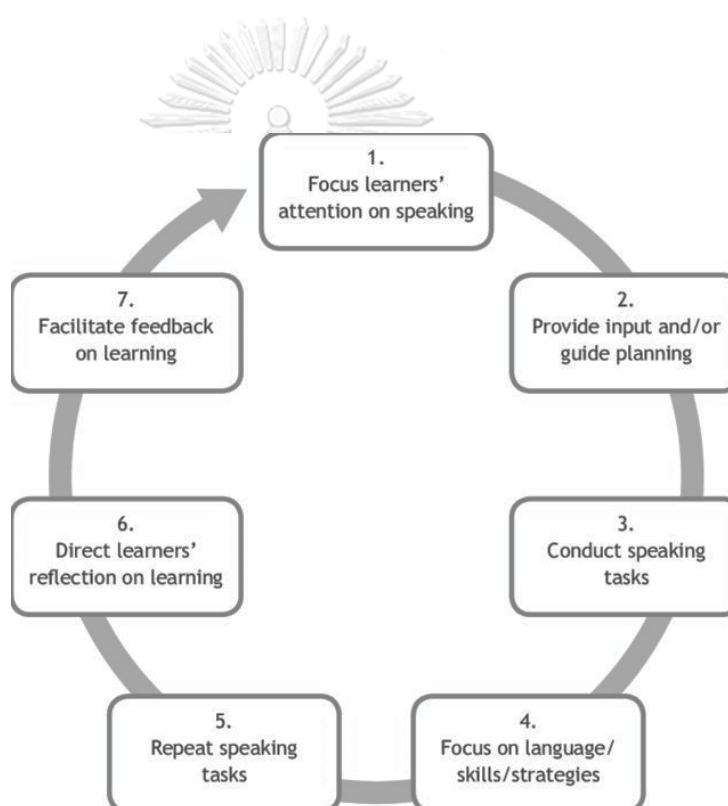 1.
Focus learners’
attention on speaking
2.
Provide input and/or
guide planning
3.
Conduct speaking
tasks
4.
Focus on language/
skills/strategies
5.
Repeat speaking
tasks
6.
Direct learners’
reflection on learning
7.
Facilitate feedback
on learning